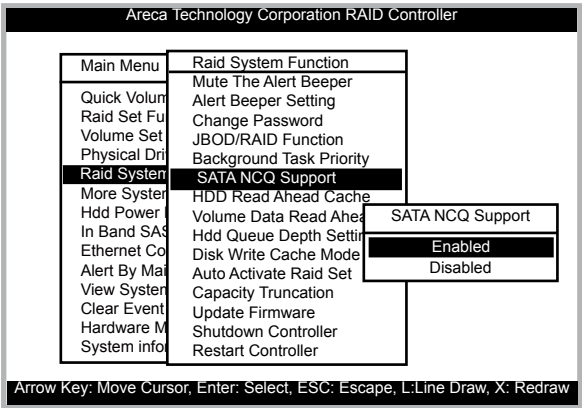 Areca Technology Corporation RAID Controller
Main Menu
Quick Volum
Raid Set Fu
Volume Set
Physical Dri
Raid System
More System
Hdd Power
In Band SAS
Ethernet Co
Alert By Mai
View System
Clear Event
Hardware M
System infor
Raid System Function
Mute The Alert Beeper
Alert Beeper Setting
Change Password
JBOD/RAID Function
Background Task Priority
SATA NCQ Support
HDD Read Ahead Cache
Volume Data Read Ahea
Hdd Queue Depth Settin
Disk Write Cache Mode
Auto Activate Raid Set
Capacity Truncation
Update Firmware
Shutdown Controller
Restart Controller
SATA NCQ Support
Enabled
Disabled
Arrow Key: Move Cursor, Enter: Select, ESC: Escape, L:Line Draw, X: Redraw